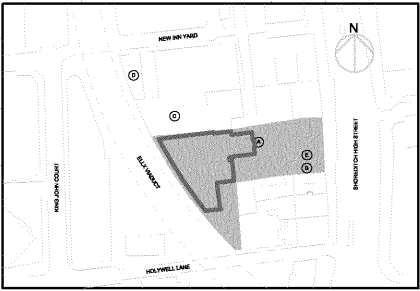 NEW INN YARD
N
D
C
A
E
B
KING JOHN COURT
ELLX VIADUCT
SHOREDITCH HIGH STREET
HOLYWELL LANE